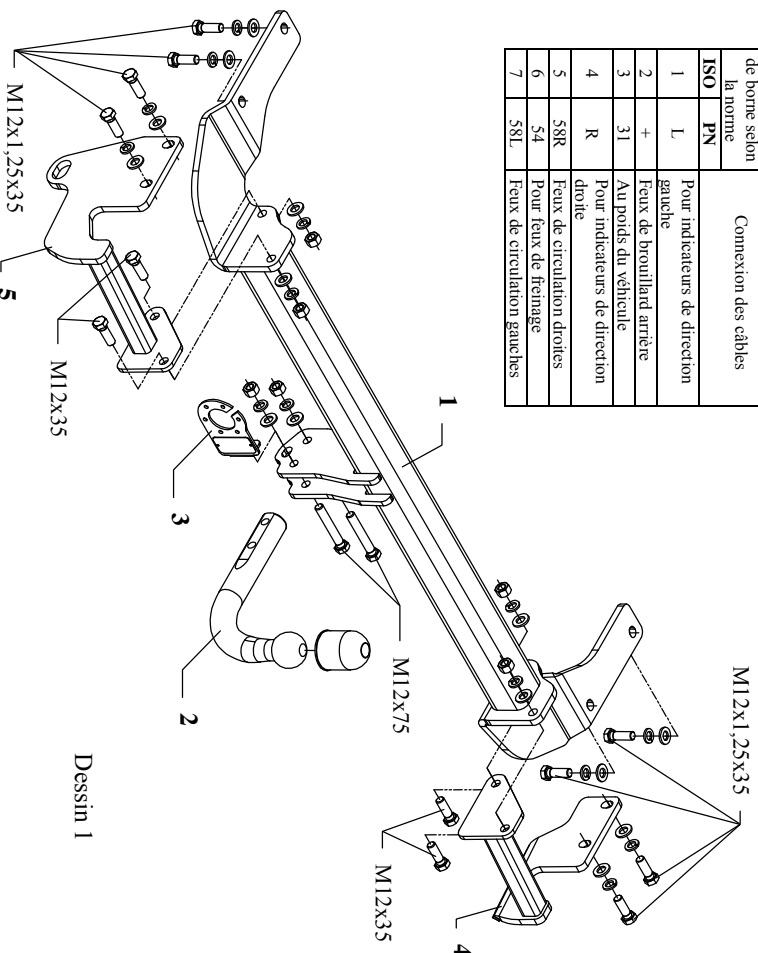 de borne selon
la norme
Connexion des câbles
ISO PN
1 L Pour indicateurs de direction
gauche
2 + Feux de brouillard arrière
3 31 Au poids du véhicule
4 R Pour indicateurs de direction
droite
5 58R Feux de circulation droites
6 54 Pour feux de freinage
7 58L Feux de circulation gauches
M12x1,25x35
5
M12x35
1
3
2
M12x75
M12x1,25x35
M12x35
4
Dessin 1